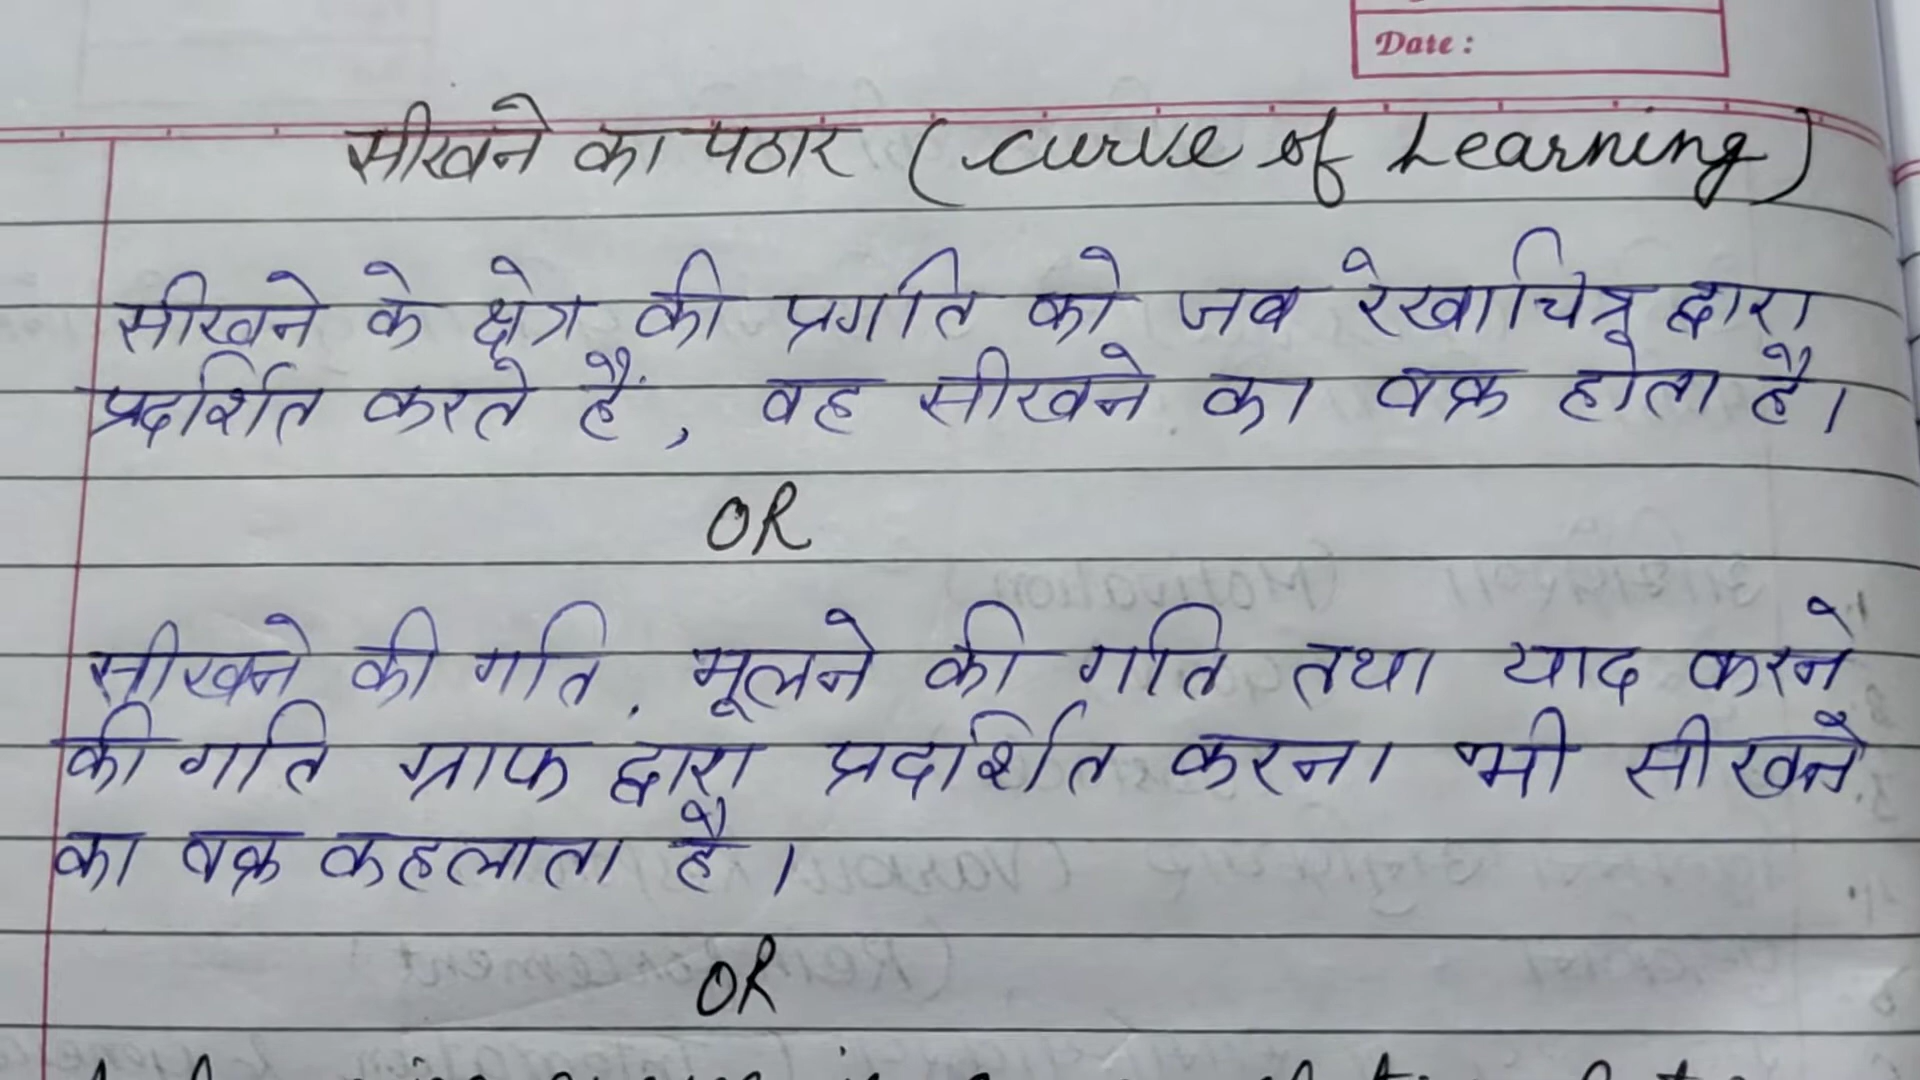 Date :
सीखने का पठार ( Curve of Learning )
सीखने के क्षेत्र की प्रगति को जब रेखाचित्र द्वारा
प्रदर्शित करते हैं, वह सीखने का वक्र होता है।
OR
सीखने की गति, भूलने की गति तथा याद करने
की गति ग्राफ द्वारा प्रदर्शित करना भी सीखने
का वक्र कहलाता है।
OR